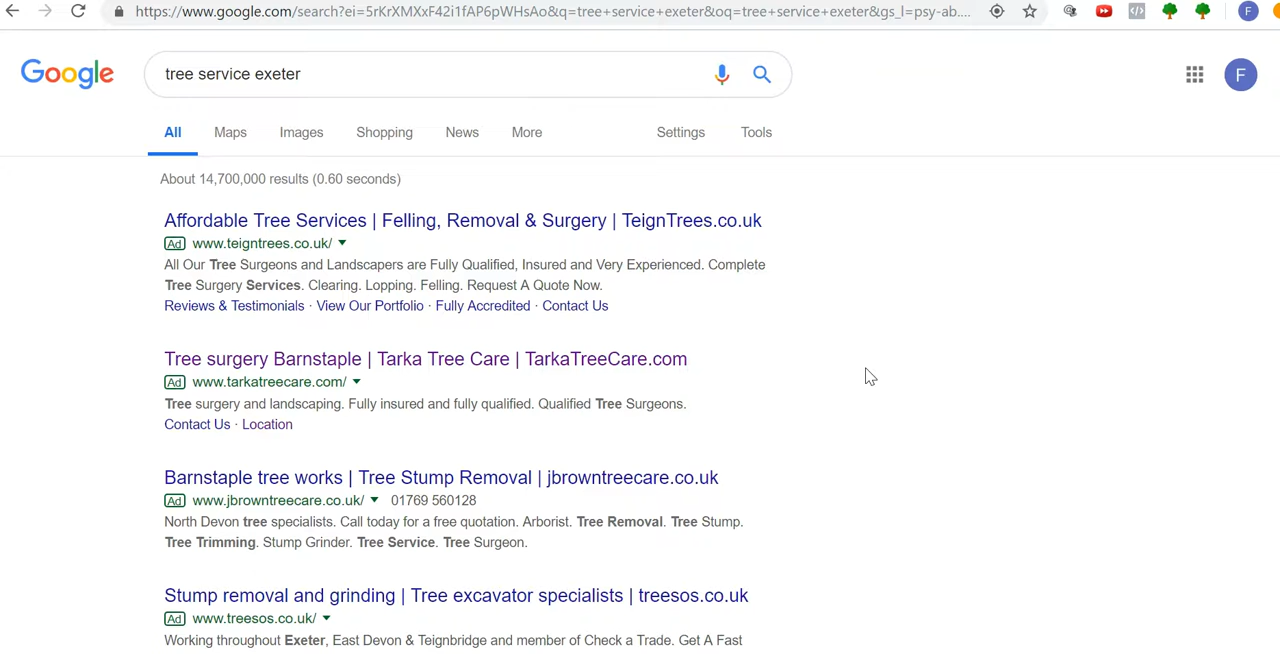 https://www.google.com/search?ei=5rKrXMXxF42i1fAP6pWHsAo&q=tree+service+exeter&oq=tree+service+exeter&gs_l=psy-ab....
F
Google
tree service exeter
F
All Maps Images Shopping News More Settings Tools
About 14,700,000 results (0.60 seconds)
Affordable Tree Services | Felling, Removal & Surgery | TeignTrees.co.uk
Ad www.teigntrees.co.uk/
All Our Tree Surgeons and Landscapers are Fully Qualified, Insured and Very Experienced. Complete
Tree Surgery Services. Clearing. Lopping. Felling. Request A Quote Now.
Reviews & Testimonials · View Our Portfolio · Fully Accredited · Contact Us
Tree surgery Barnstaple | Tarka Tree Care | TarkaTreeCare.com
Ad www.tarkatreecare.com/
Tree surgery and landscaping. Fully insured and fully qualified. Qualified Tree Surgeons.
Contact Us · Location
Barnstaple tree works | Tree Stump Removal | jbrowntreecare.co.uk
Ad www.jbrowntreecare.co.uk/ 01769 560128
North Devon tree specialists. Call today for a free quotation. Arborist. Tree Removal. Tree Stump.
Tree Trimming. Stump Grinder. Tree Service. Tree Surgeon.
Stump removal and grinding | Tree excavator specialists | treesos.co.uk
Ad www.treesos.co.uk/
Working throughout Exeter, East Devon & Teignbridge and member of Check a Trade. Get A Fast